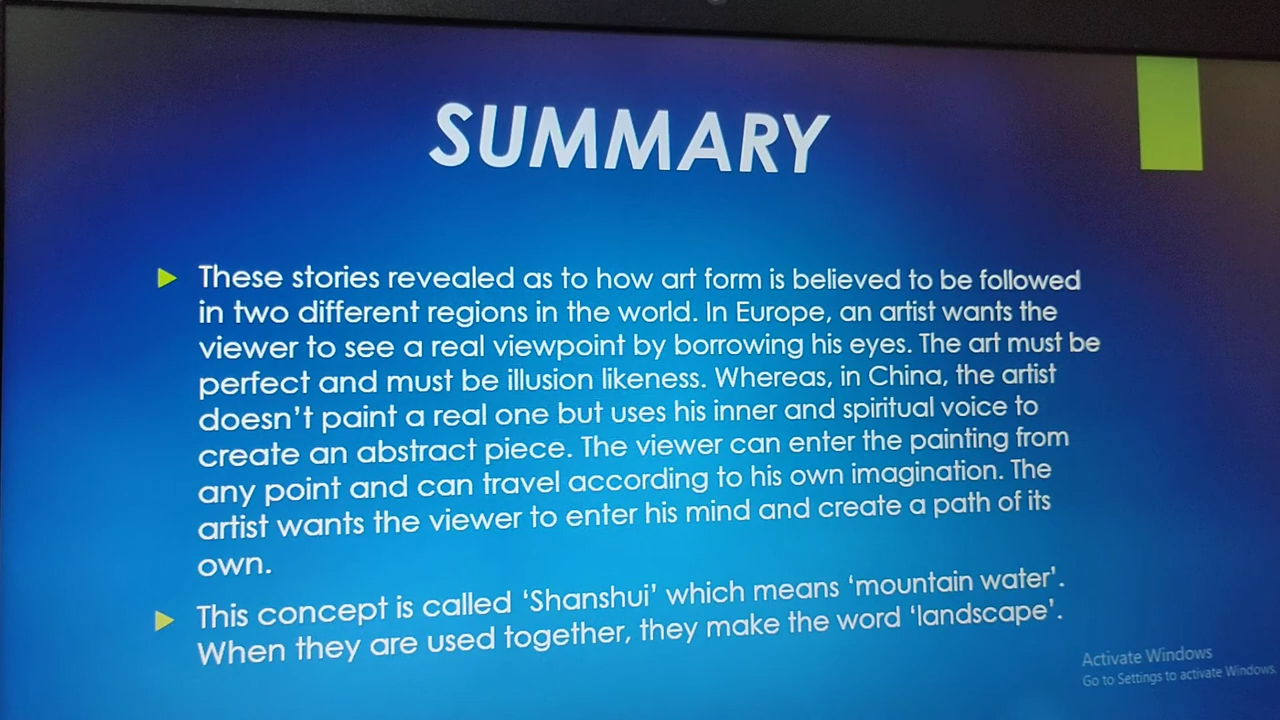 SUMMARY
These stories revealed as to how art form is believed to be followed
in two different regions in the world. In Europe, an artist wants the
viewer to see a real viewpoint by borrowing his eyes. The art must be
perfect and must be illusion likeness. Whereas, in China, the artist
doesn't paint a real one but uses his inner and spiritual voice to
create an abstract piece. The viewer can enter the painting from
any point and can travel according to his own imagination. The
artist wants the viewer to enter his mind and create a path of its
own.
This concept is called ‘Shanshui’ which means ‘mountain water’.
When they are used together, they make the word ‘landscape’.
Activate Windows
Go to Settings to activate Windows.